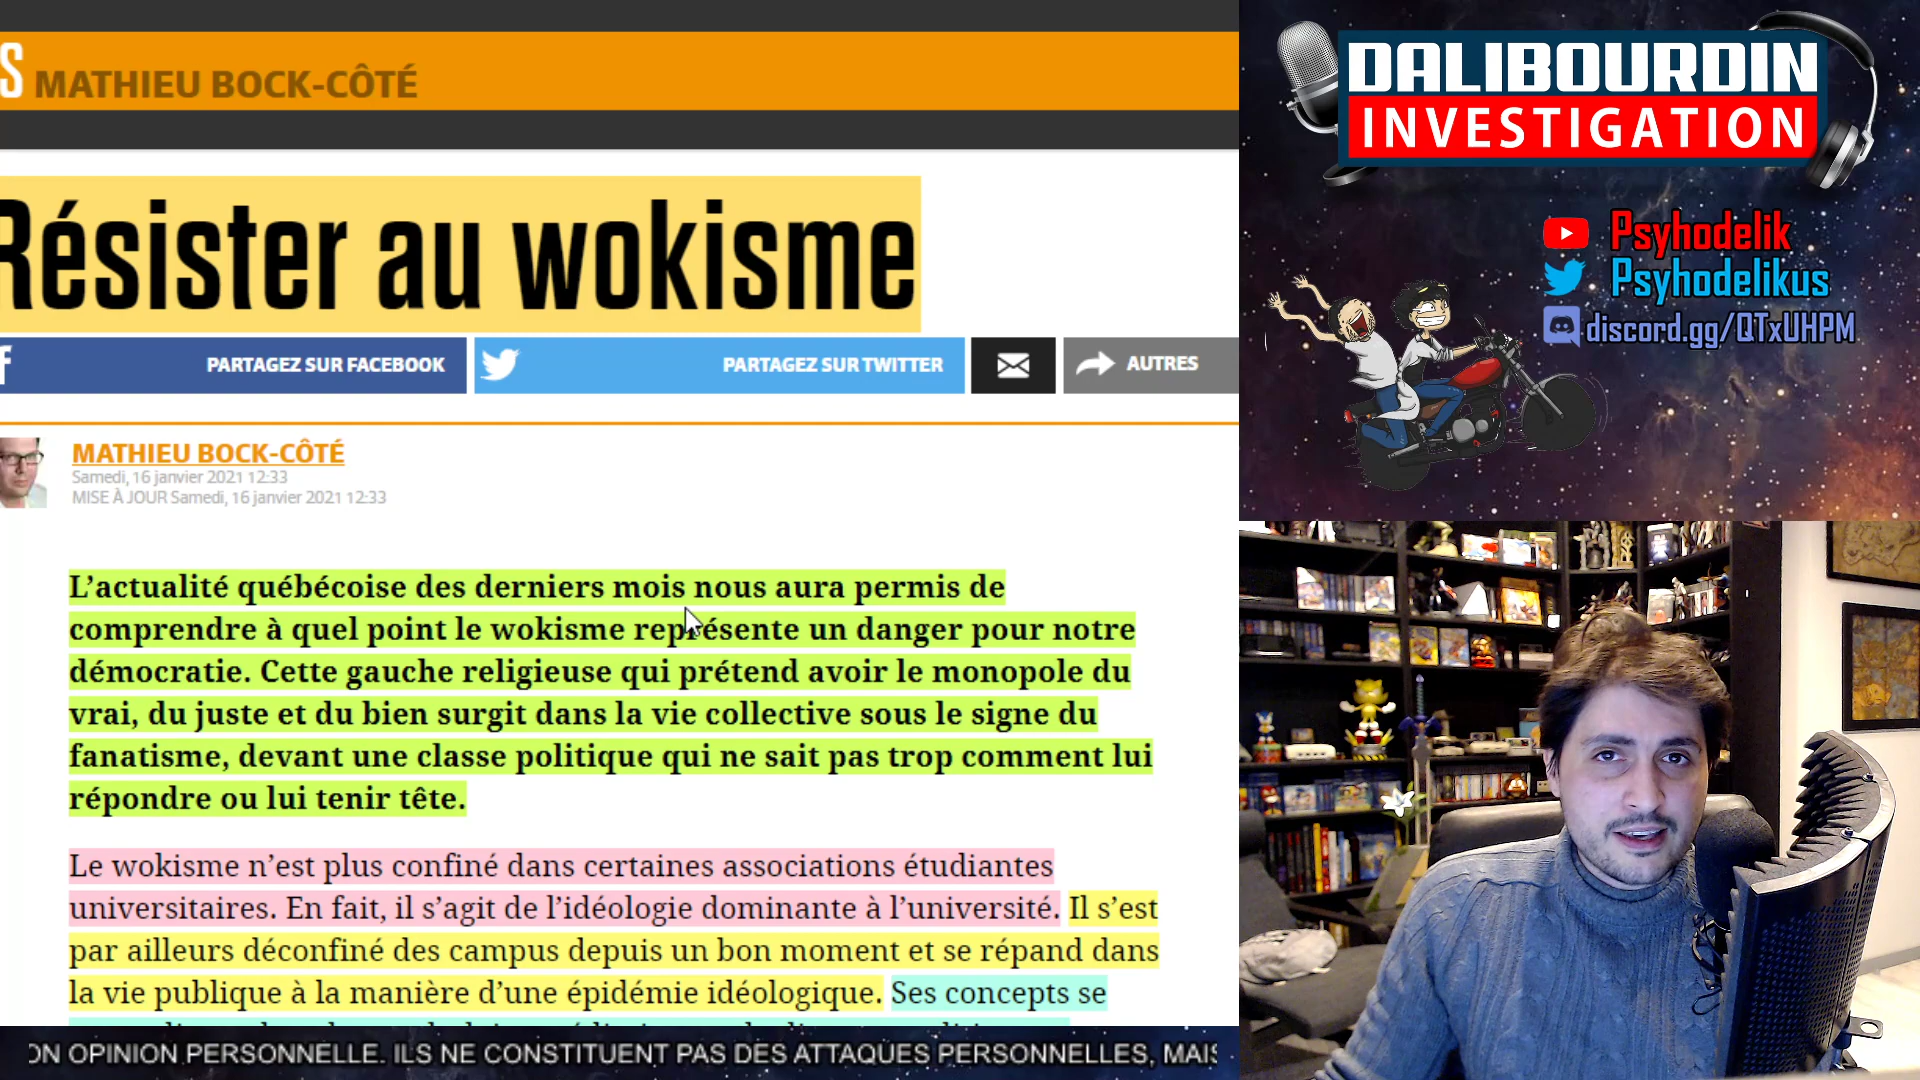 S MATHIEU BOCK-CÔTÉ
Résister au wokisme
PARTAGEZ SUR FACEBOOK
PARTAGEZ SUR TWITTER
AUTRES
MATHIEU BOCK-CÔTÉ
Samedi, 16 janvier 2021 12:33
MISE À JOUR Samedi, 16 janvier 2021 12:33
L’actualité québécoise des derniers mois nous aura permis de
comprendre à quel point le wokisme représente un danger pour notre
démocratie. Cette gauche religieuse qui prétend avoir le monopole du
vrai, du juste et du bien surgit dans la vie collective sous le signe du
fanatisme, devant une classe politique qui ne sait pas trop comment lui
répondre ou lui tenir tête.
Le wokisme n’est plus confiné dans certaines associations étudiantes
universitaires. En fait, il s’agit de l’idéologie dominante à l’université. Il s’est
par ailleurs déconfiné des campus depuis un bon moment et se répand dans
la vie publique à la manière d’une épidémie idéologique. Ses concepts se
ON OPINION PERSONNELLE. ILS NE CONSTITUENT PAS DES ATTAQUES PERSONNELLES, MAIS
DALIBOURDIN
INVESTIGATION
Psyhodelik
Psyhodelikus
discord.gg/QTxUHPM